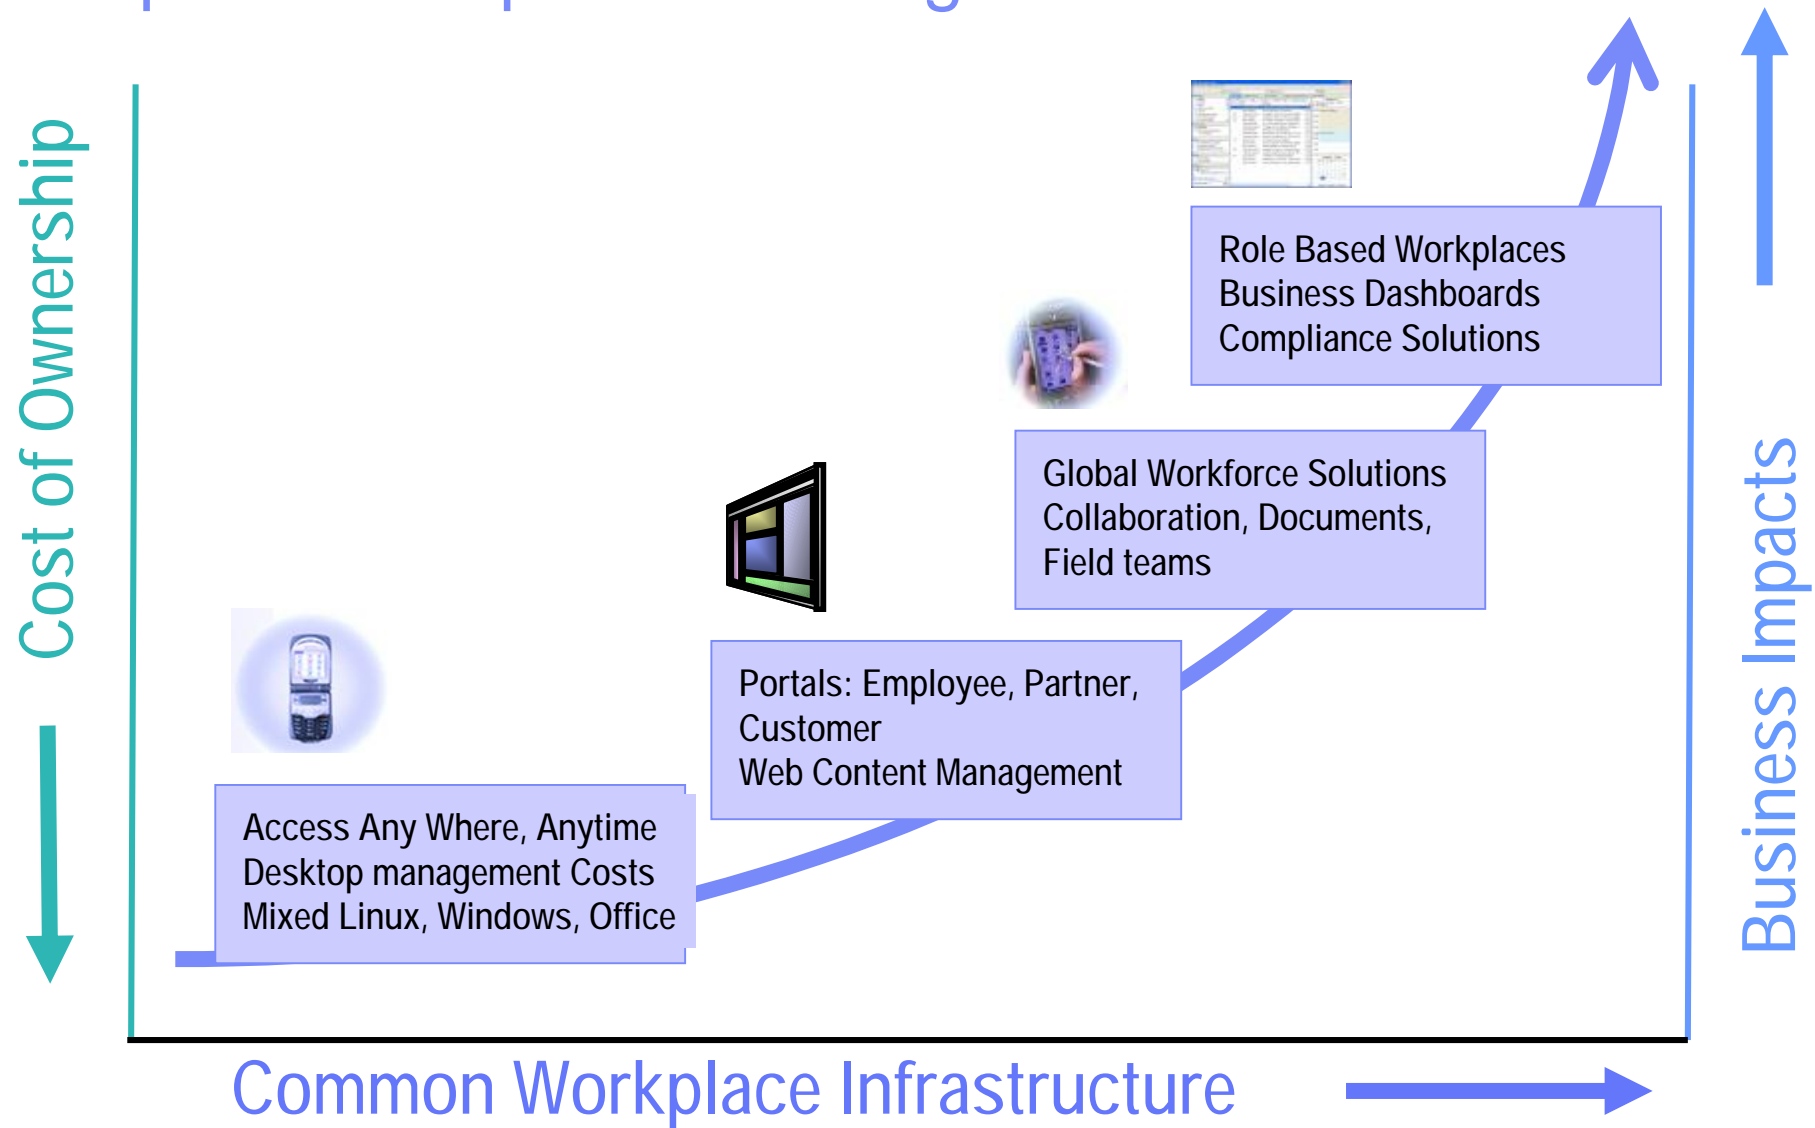 Cost of Ownership
Role Based Workplaces
Business Dashboards
Compliance Solutions
Global Workforce Solutions
Collaboration, Documents,
Field teams
Portals: Employee, Partner,
Customer
Web Content Management
Access Any Where, Anytime
Desktop management Costs
Mixed Linux, Windows, Office
Business Impacts
Common Workplace Infrastructure